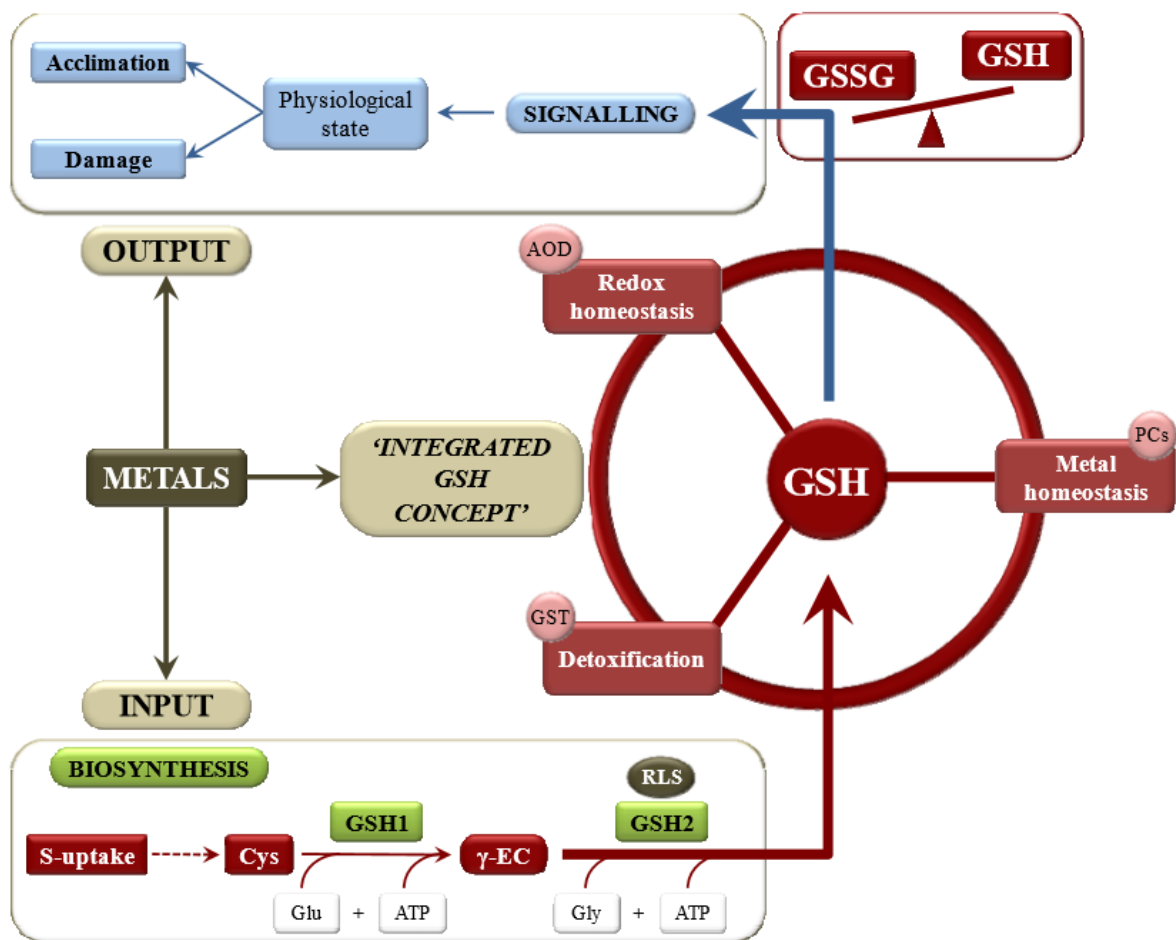 Acclimation
Damage
Physiological
state
SIGNALLING
GSSG
GSH
OUTPUT
METALS
INPUT
‘INTEGRATED
GSH
CONCEPT’
AOD
Redox
homeostasis
GSH
PCs
Metal
homeostasis
GST
Detoxification
BIOSYNTHESIS
S-uptake
Cys
GSH1
Glu + ATP
γ-EC
RLS
GSH2
Gly + ATP